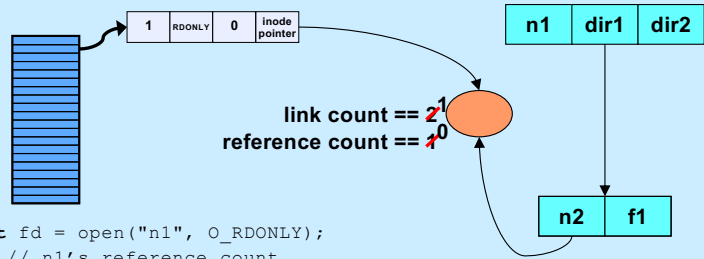 1 RDONLY 0 inode pointer
n1 dir1 dir2
link count == 2 1
reference count == 1 0
n2 f1
t fd = open("n1", O_RDONLY);
// n1's reference count